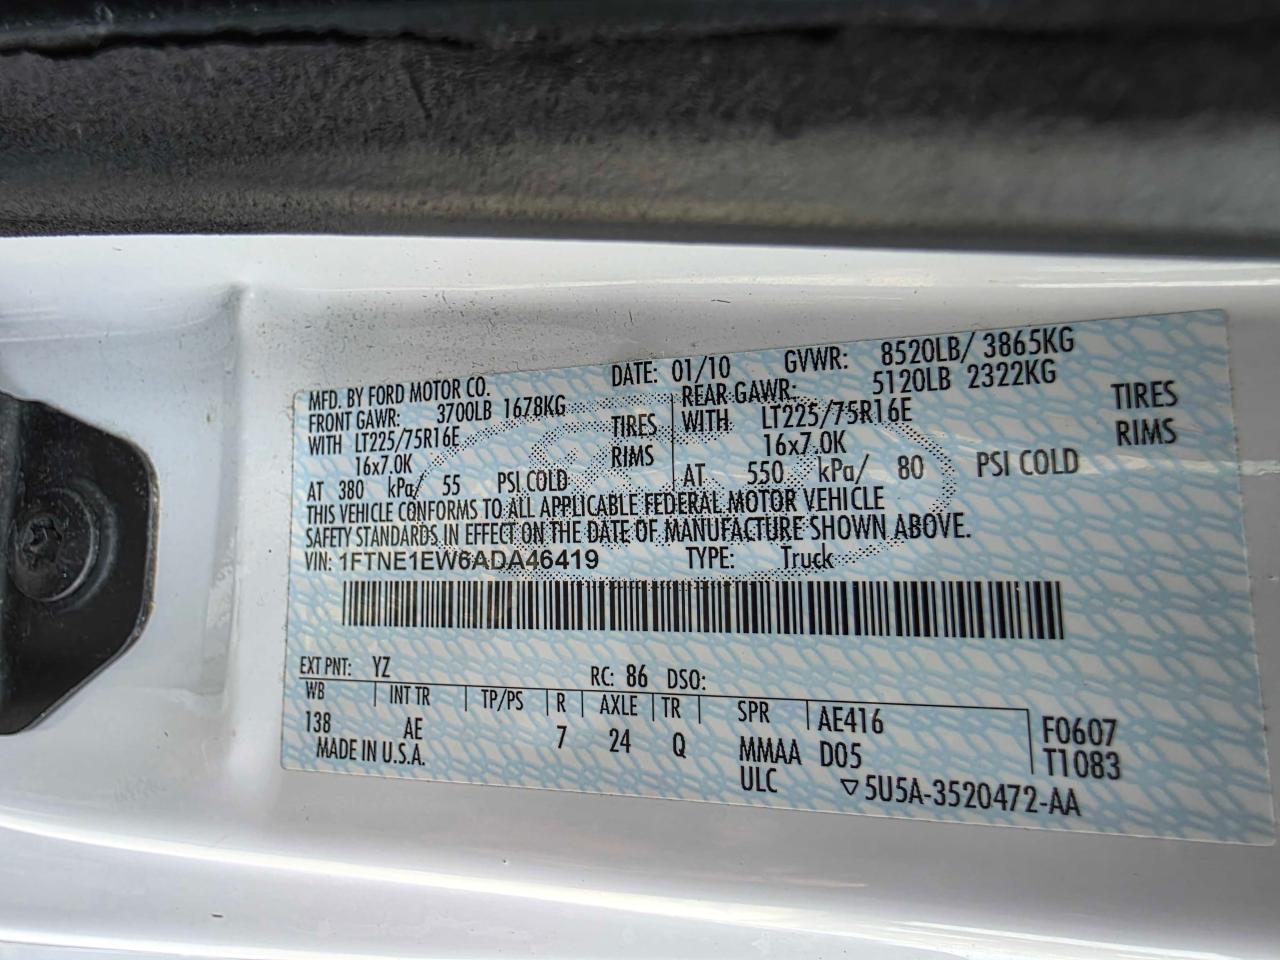 MFD. BY FORD MOTOR CO.
DATE: 01/10 GVWR: 8520LB/ 3865KG
FRONT GAWR: 3700LB 1678KG REAR GAWR: 5120LB 2322KG
WITH LT225/75R16E TIRES WITH LT225/75R16E TIRES
16x7.0K RIMS 16x7.0K RIMS
AT 380 kPa/ 55 PSI COLD AT 550 kPa/ 80 PSI COLD
THIS VEHICLE CONFORMS TO ALL APPLICABLE FEDERAL MOTOR VEHICLE
SAFETY STANDARDS IN EFFECT ON THE DATE OF MANUFACTURE SHOWN ABOVE.
VIN: 1FTNE1EW6ADA46419 TYPE: Truck
EXT PNT: YZ RC: 86 DSO:
WB INT TR TP/PS R AXLE TR SPR AE416 F0607
138 AE 7 24 Q MMAA D05 T1083
MADE IN U.S.A. ULC ▽5U5A-3520472-AA